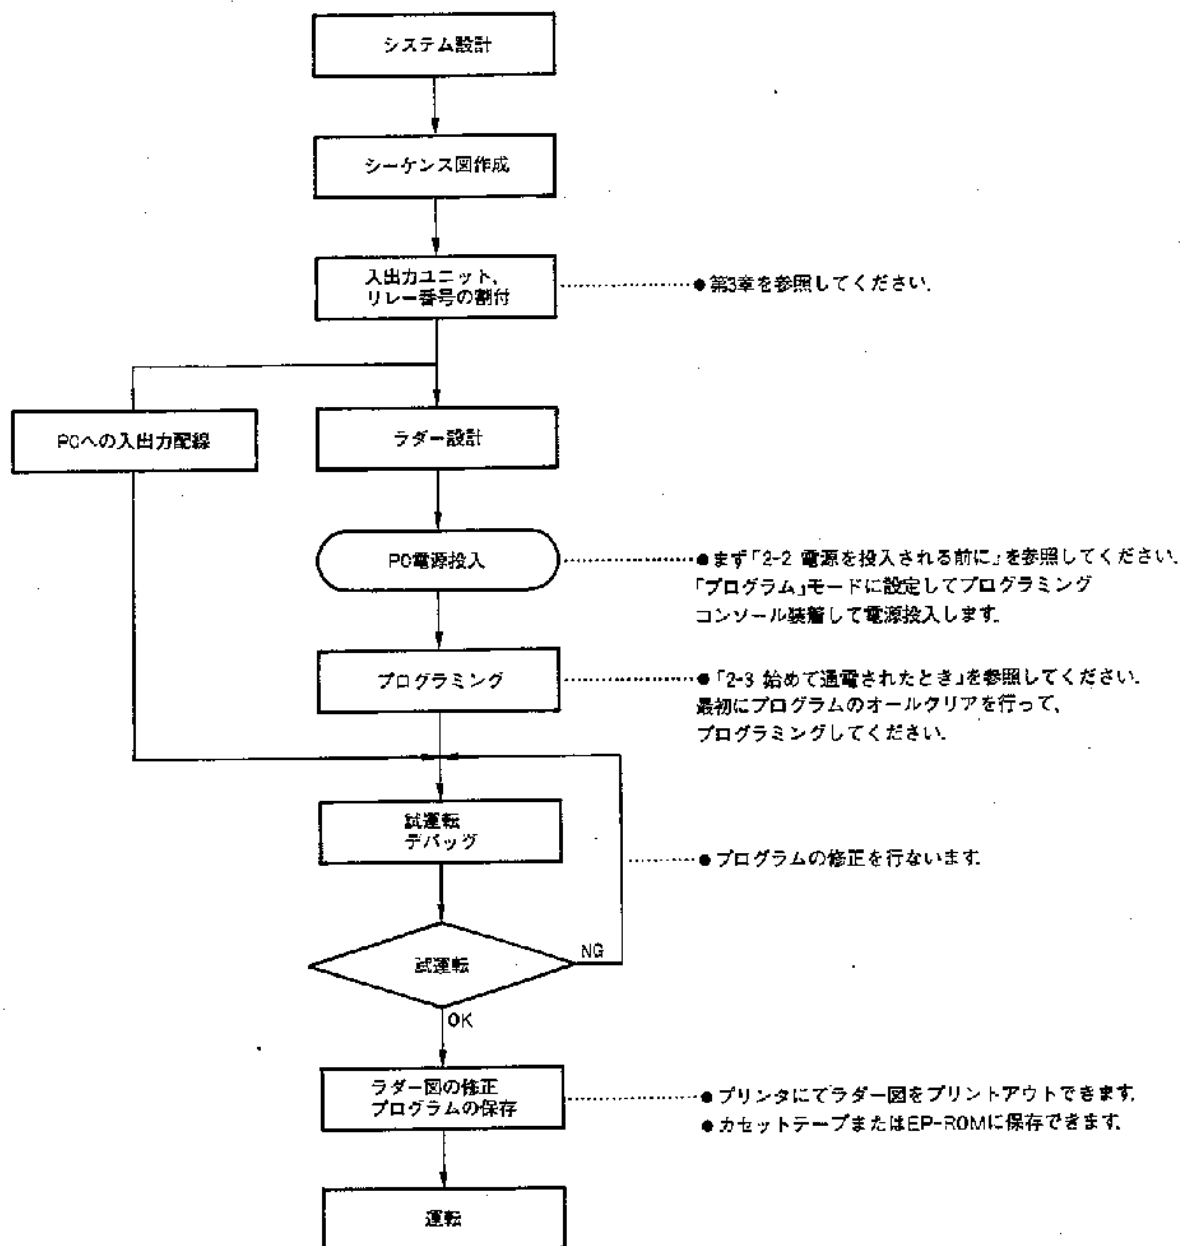 システム設計
シーケンス図作成
入出力ユニット、
リレー番号の割付
●第3章を参照してください.
PCへの入出力配線
ラダー設計
PC電源投入
●まず「2-2 電源を投入される前に」を参照してください.
「プログラム」モードに設定してプログラミング
コンソール装着して電源投入します.
プログラミング
●「2-3 始めて通電されたとき」を参照してください.
最初にプログラムのオールクリアを行って、
プログラミングしてください.
試運転
デバッグ
●プログラムの修正を行ないます.
試運転
NG
OK
ラダー図の修正
プログラムの保存
●プリンタにてラダー図をプリントアウトできます.
●カセットテープまたはEP-ROMに保存できます.
運転